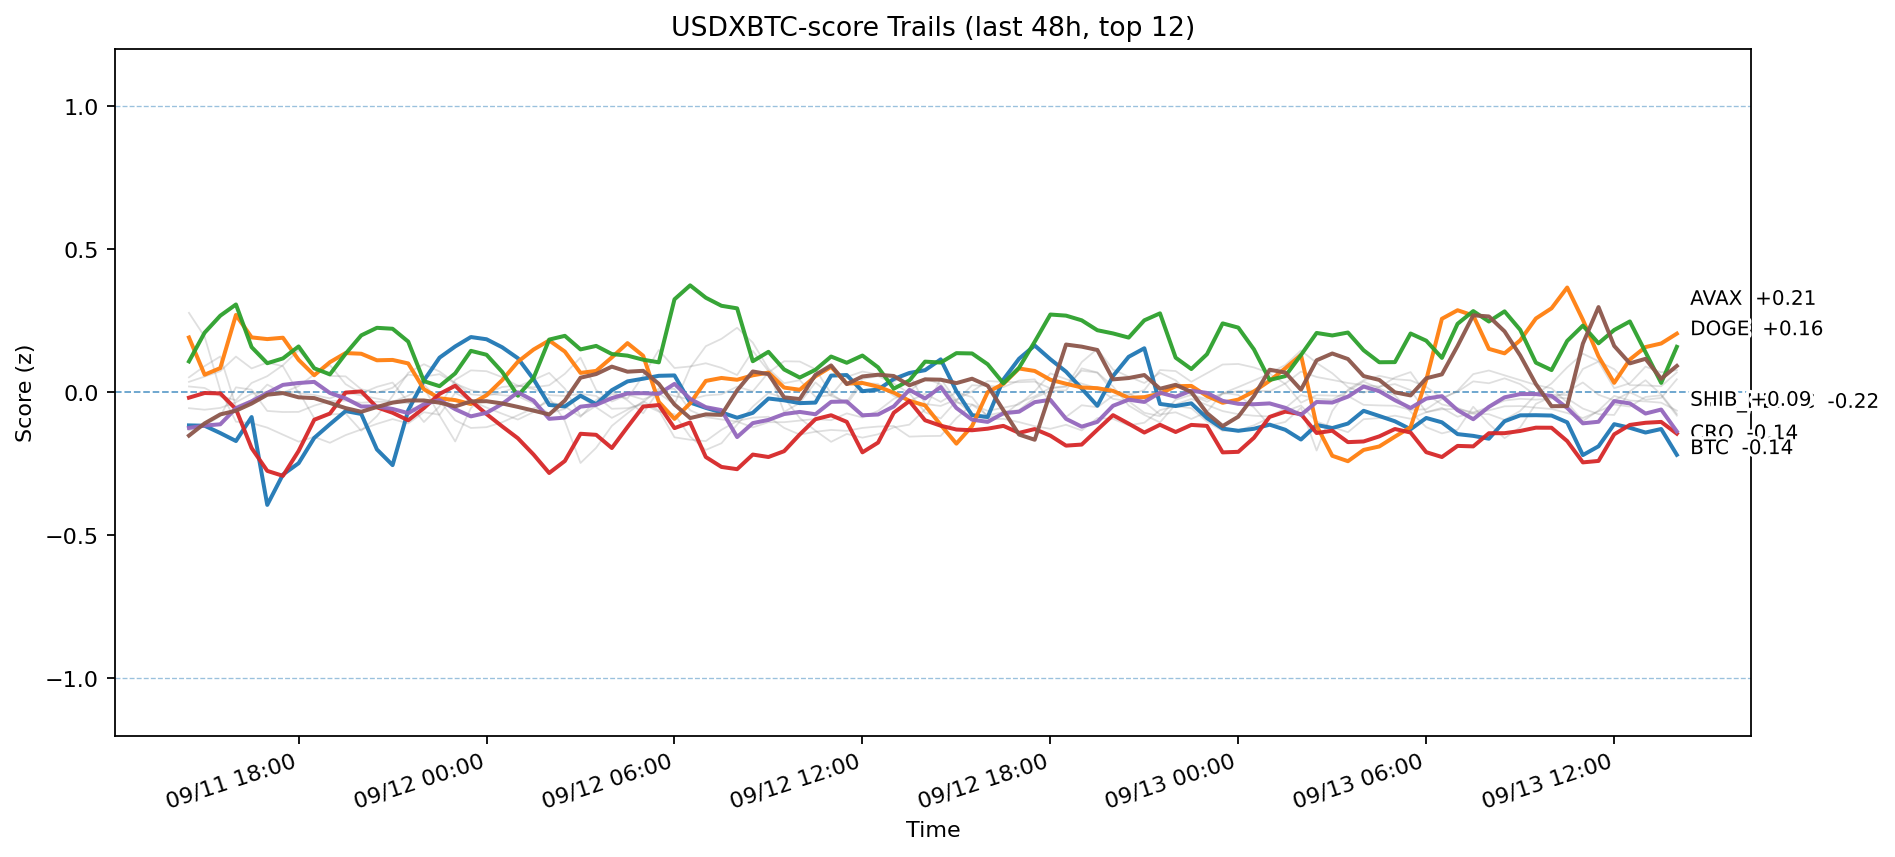 USDXBTC-score Trails (last 48h, top 12)
Score (z)
1.0
0.5
0.0
−0.5
−1.0
AVAX +0.21
DOGE +0.16
SHIB +0.09 -0.22
CRO -0.14
BTC -0.14
09/11 18:00
09/12 00:00
09/12 06:00
09/12 12:00
09/12 18:00
09/13 00:00
09/13 06:00
09/13 12:00
Time